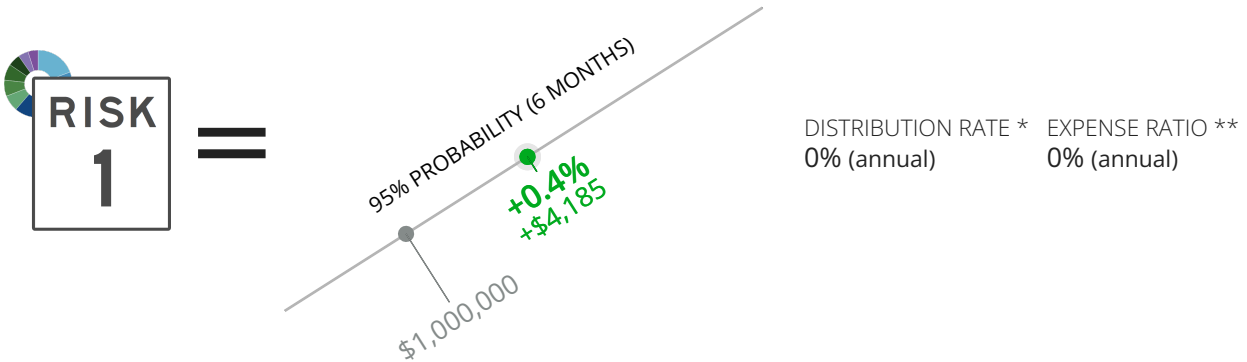 RISK
1
=
95% PROBABILITY (6 MONTHS)
+0.4%
+$4,185
$1,000,000
DISTRIBUTION RATE * EXPENSE RATIO **
0% (annual) 0% (annual)